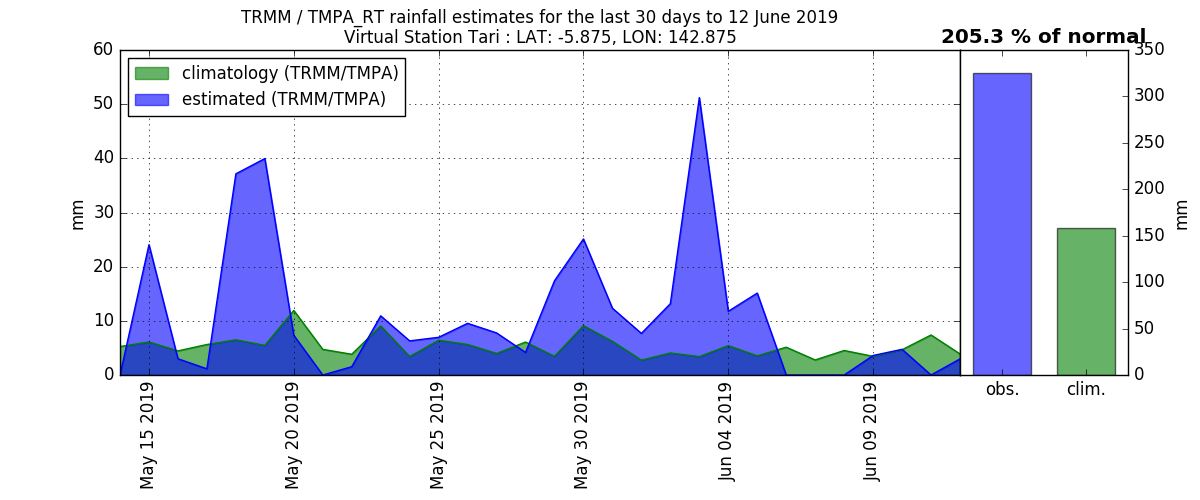 TRMM / TMPA_RT rainfall estimates for the last 30 days to 12 June 2019
Virtual Station Tari : LAT: -5.875, LON: 142.875
205.3 % of normal
climatology (TRMM/TMPA)
estimated (TRMM/TMPA)
60
50
40
30
20
10
0
mm
May 15 2019
May 20 2019
May 25 2019
May 30 2019
Jun 04 2019
Jun 09 2019
350
300
250
200
150
100
50
0
mm
obs.
clim.